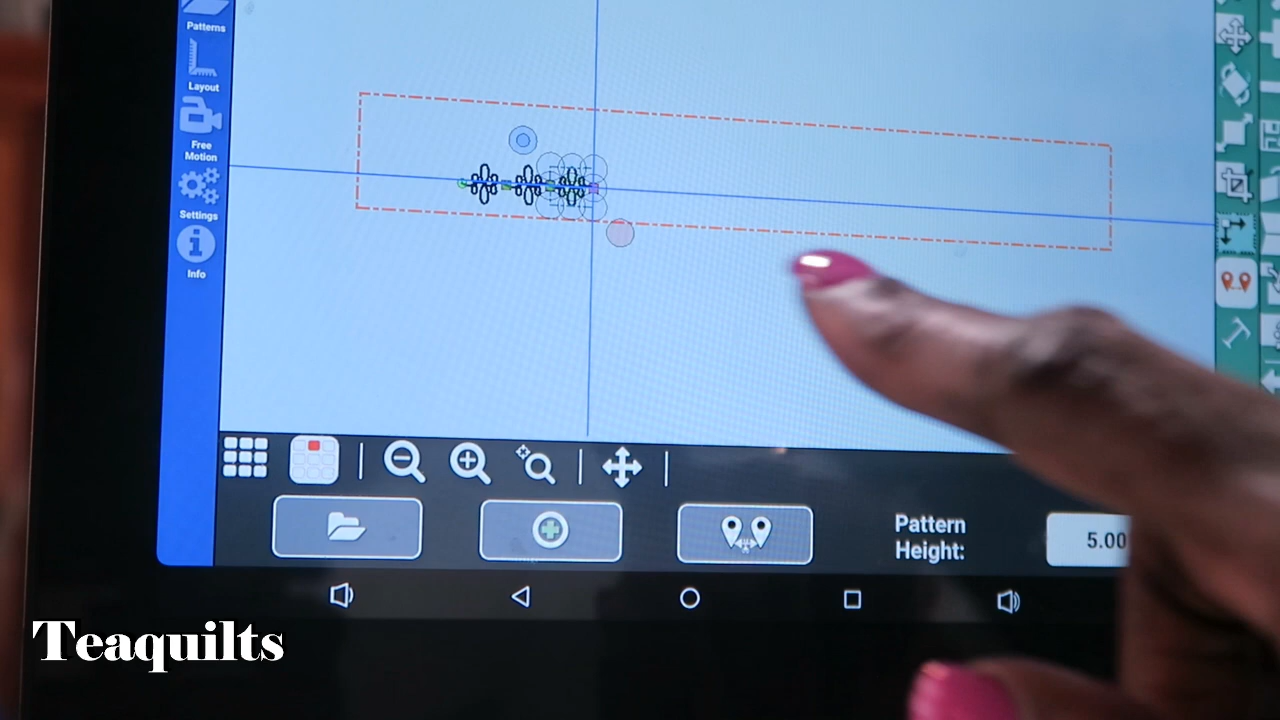 Patterns
Layout
Free
Motion
Settings
Info
Pattern
Height:
5.00
Teaquilts